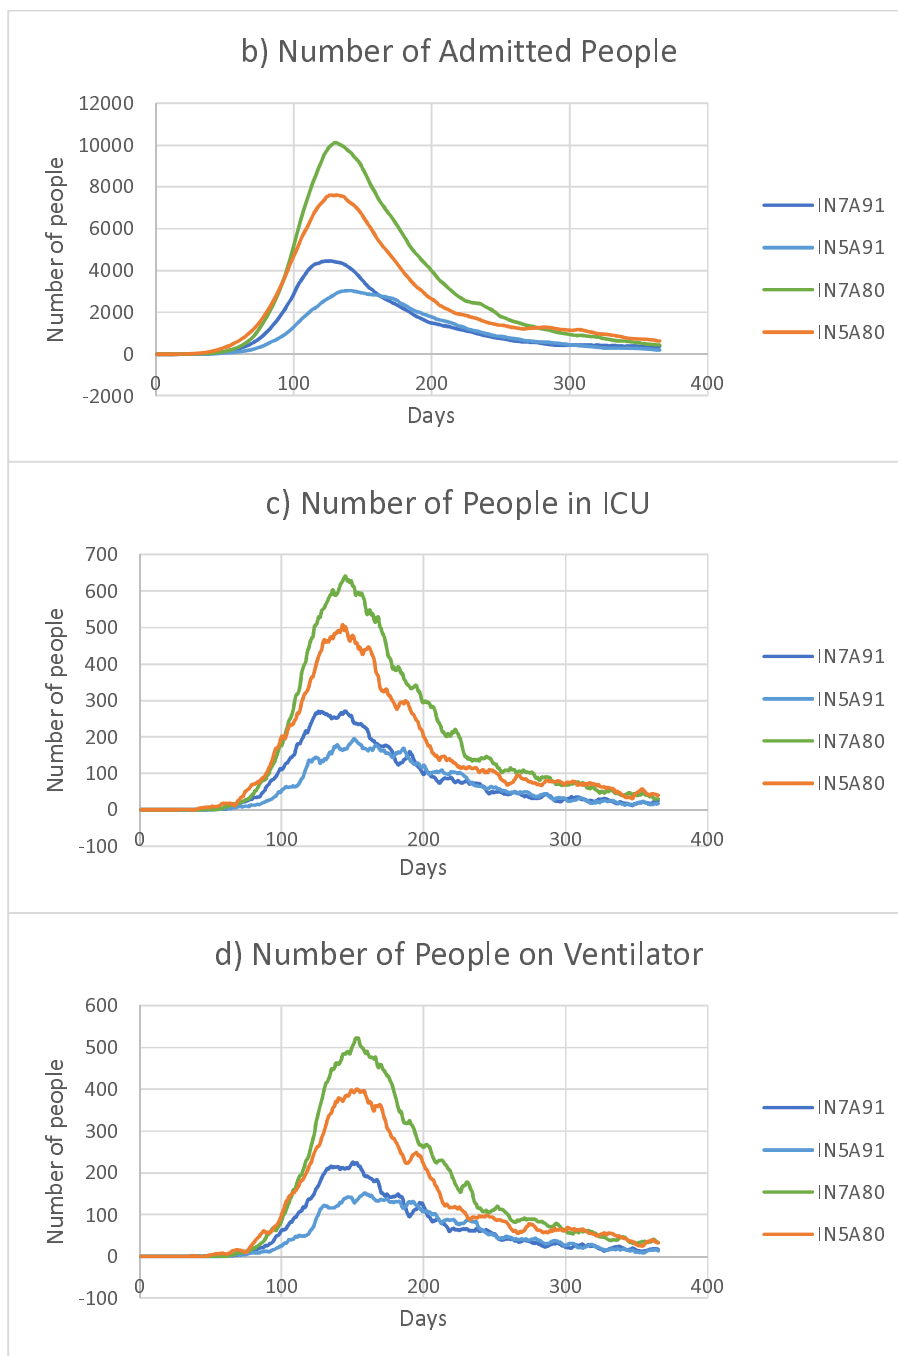 b) Number of Admitted People
12000
10000
8000
6000
4000
2000
0
-2000
0 100 200 300 400
Number of people
Days
IN7A91
IN5A91
IN7A80
IN5A80
c) Number of People in ICU
700
600
500
400
300
200
100
0
-100
0 100 200 300 400
Number of people
Days
IN7A91
IN5A91
IN7A80
IN5A80
d) Number of People on Ventilator
600
500
400
300
200
100
0
-100
0 100 200 300 400
Number of people
Days
IN7A91
IN5A91
IN7A80
IN5A80